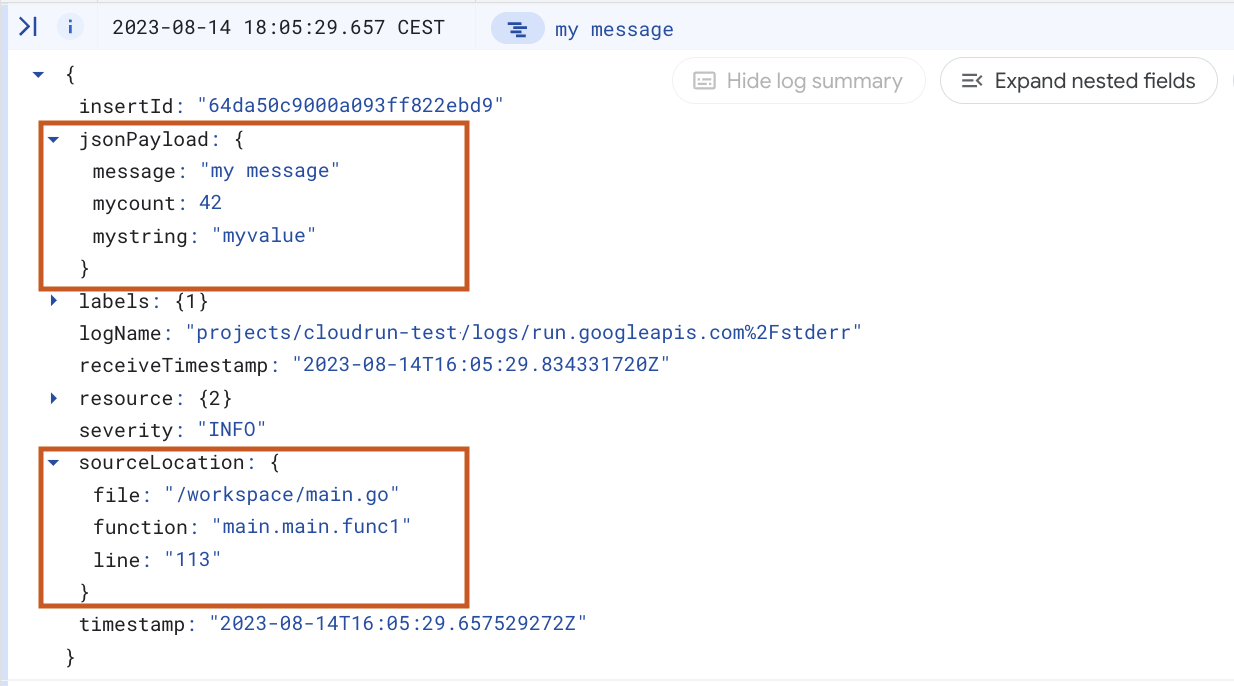 2023-08-14 18:05:29.657 CEST my message
{
Hide log summary
Expand nested fields
insertId: "64da50c9000a093ff822ebd9"
jsonPayload: {
message: "my message"
mycount: 42
mystring: "myvalue"
}
labels: {1}
logName: "projects/cloudrun-test/logs/run.googleapis.com%2Fstderr"
receiveTimestamp: "2023-08-14T16:05:29.834331720Z"
resource: {2}
severity: "INFO"
sourceLocation: {
file: "/workspace/main.go"
function: "main.main.func1"
line: "113"
}
timestamp: "2023-08-14T16:05:29.657529272Z"
}